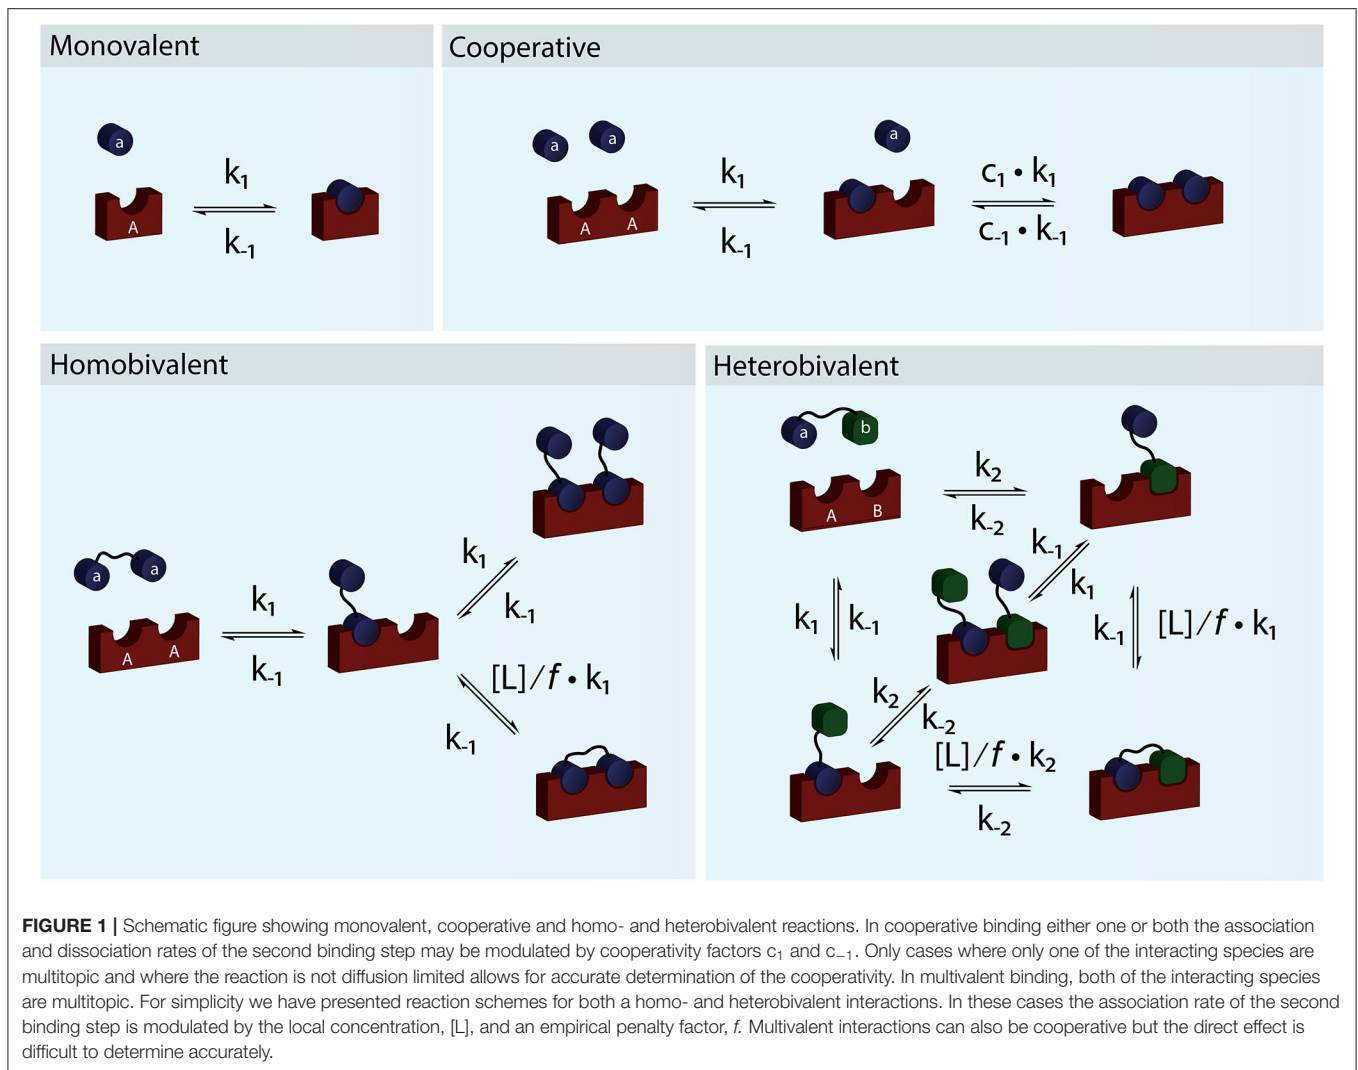 Monovalent
a
A
k₁
k₋₁
Cooperative
a
a
A
A
k₁
k₋₁
a
c₁ • k₁
c₋₁ • k₋₁
Homobivalent
a
a
A
A
k₁
k₋₁
k₁
k₋₁
[L]/f • k₁
k₋₁
Heterobivalent
a
b
A
B
k₂
k₋₂
k₋₁
k₁
k₁
k₋₁
k₋₁
[L]/f • k₁
k₂
k₋₂
[L]/f • k₂
k₋₂
FIGURE 1 | Schematic figure showing monovalent, cooperative and homo- and heterobivalent reactions. In cooperative binding either one or both the association
and dissociation rates of the second binding step may be modulated by cooperativity factors c₁ and c₋₁. Only cases where only one of the interacting species are
multitopic and where the reaction is not diffusion limited allows for accurate determination of the cooperativity. In multivalent binding, both of the interacting species
are multitopic. For simplicity we have presented reaction schemes for both a homo- and heterobivalent interactions. In these cases the association rate of the second
binding step is modulated by the local concentration, [L], and an empirical penalty factor, f. Multivalent interactions can also be cooperative but the direct effect is
difficult to determine accurately.